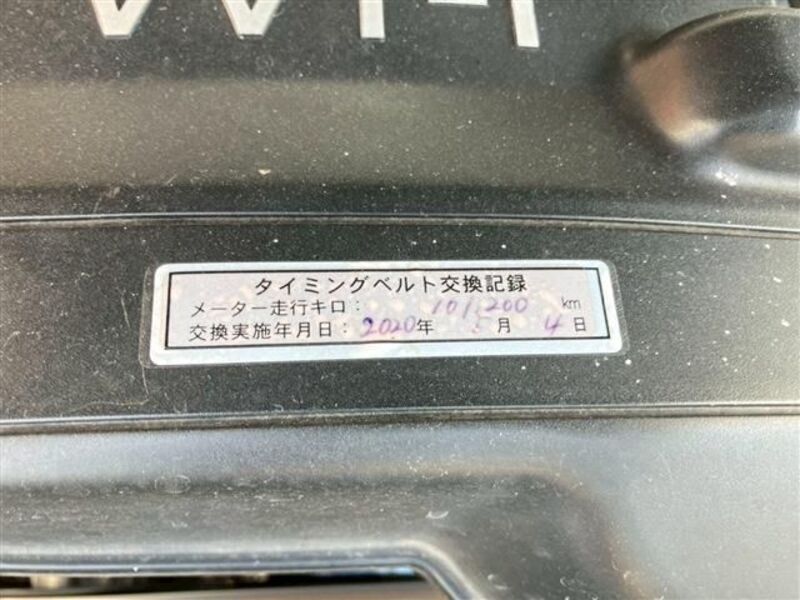 VVT-i
タイミングベルト交換記録
メーター走行キロ： 101,200 km
交換実施年月日：2020年 5月 4日